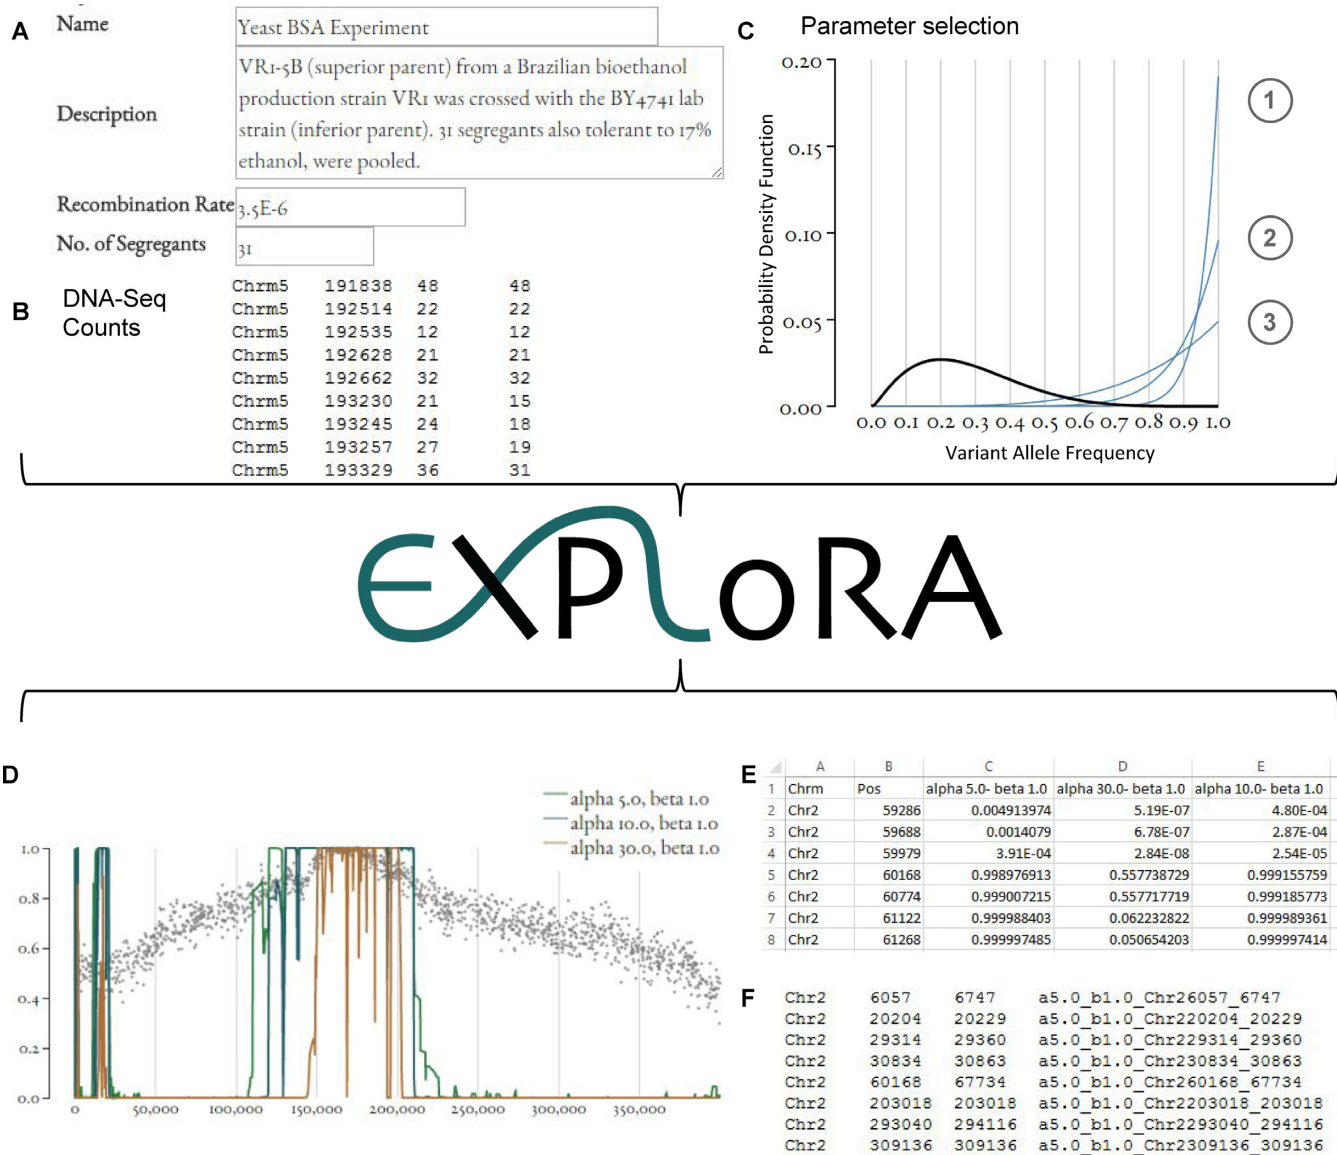 A
Name
Yeast BSA Experiment
Description
VR1-5B (superior parent) from a Brazilian bioethanol
production strain VR1 was crossed with the BY4741 lab
strain (inferior parent). 31 segregants also tolerant to 17%
ethanol, were pooled.
Recombination Rate 3.5E-6
No. of Segregants 31
B
DNA-Seq
Counts
Chrm5 191838 48 48
Chrm5 192514 22 22
Chrm5 192535 12 12
Chrm5 192628 21 21
Chrm5 192662 32 32
Chrm5 193230 21 15
Chrm5 193245 24 18
Chrm5 193257 27 19
Chrm5 193329 36 31
C
Parameter selection
Probability Density Function
0.20
0.15
0.10
0.05
0.00
0.0 0.1 0.2 0.3 0.4 0.5 0.6 0.7 0.8 0.9 1.0
Variant Allele Frequency
1
2
3
EXPLoRA
D
alpha 5.0, beta 1.0
alpha 10.0, beta 1.0
alpha 30.0, beta 1.0
1.0
0.8
0.6
0.4
0.2
0.0
0 50,000 100,000 150,000 200,000 250,000 300,000 350,000
E
A B C D E
1 Chrm Pos alpha 5.0- beta 1.0 alpha 30.0- beta 1.0 alpha 10.0- beta 1.0
2 Chr2 59286 0.004913974 5.19E-07 4.80E-04
3 Chr2 59688 0.0014079 6.78E-07 2.87E-04
4 Chr2 59979 3.91E-04 2.84E-08 2.54E-05
5 Chr2 60168 0.998976913 0.557738729 0.999155759
6 Chr2 60774 0.999007215 0.557717719 0.999185773
7 Chr2 61122 0.999988403 0.062232822 0.999989361
8 Chr2 61268 0.999997485 0.050654203 0.999997414
F
Chr2 6057 6747 a5.0_b1.0_Chr26057_6747
Chr2 20204 20229 a5.0_b1.0_Chr220204_20229
Chr2 29314 29360 a5.0_b1.0_Chr229314_29360
Chr2 30834 30863 a5.0_b1.0_Chr230834_30863
Chr2 60168 67734 a5.0_b1.0_Chr260168_67734
Chr2 203018 203018 a5.0_b1.0_Chr2203018_203018
Chr2 293040 294116 a5.0_b1.0_Chr2293040_294116
Chr2 309136 309136 a5.0_b1.0_Chr2309136_309136